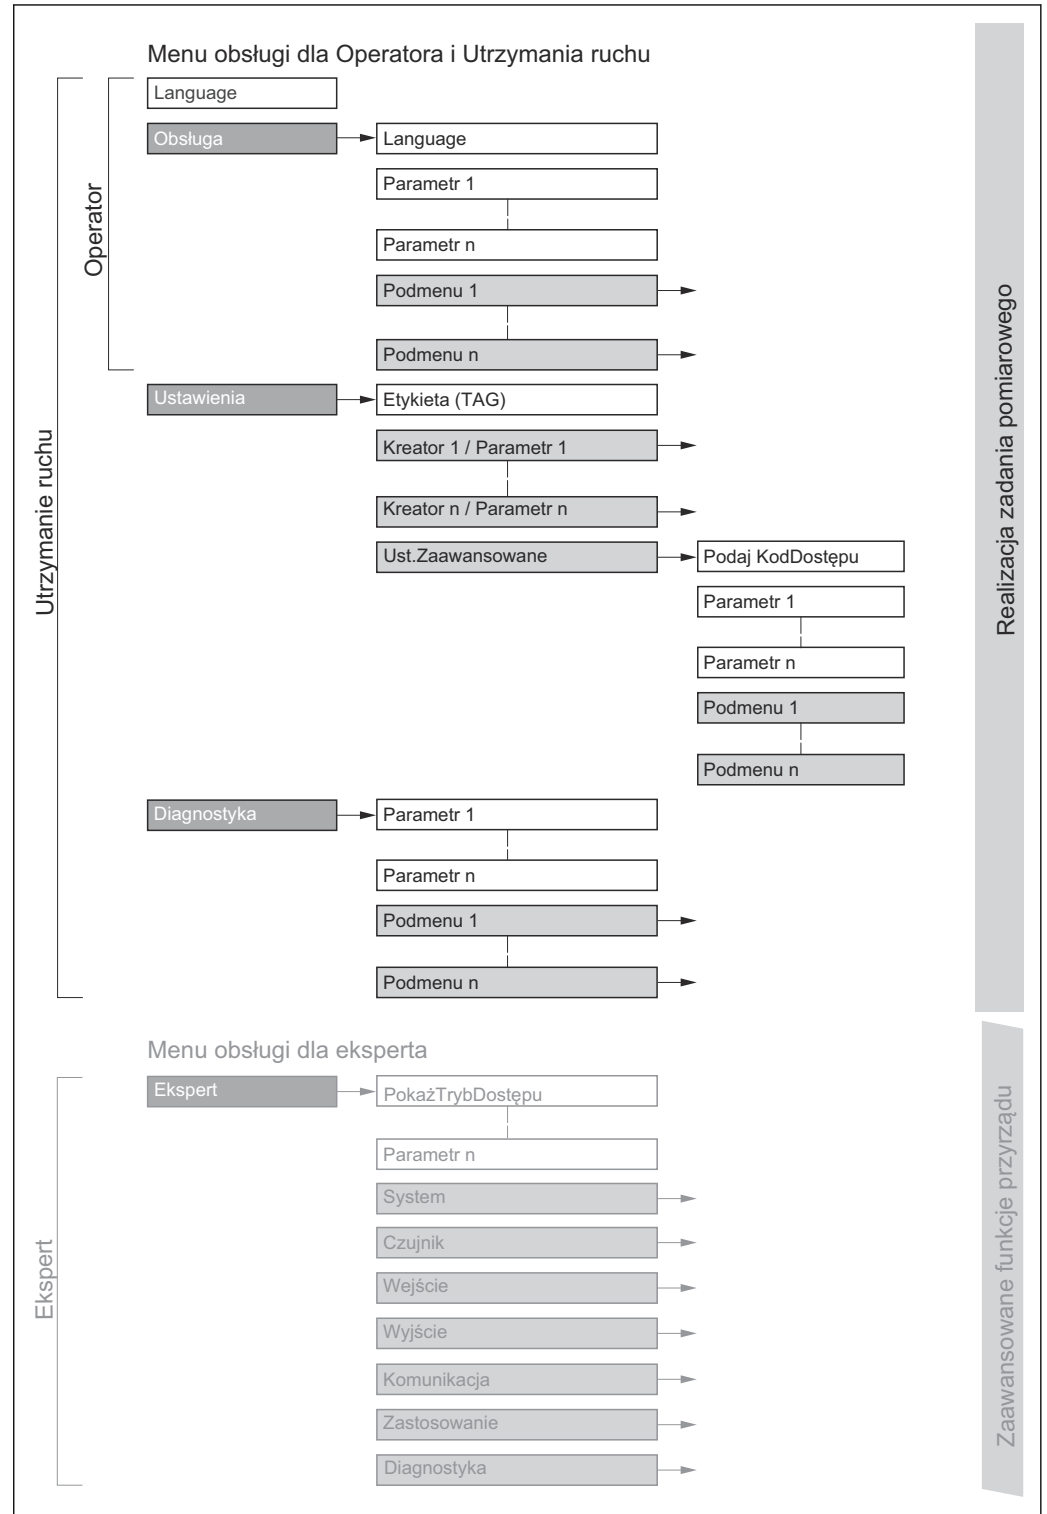 Menu obsługi dla Operatora i Utrzymania ruchu
Language
Obsługa
Language
Parametr 1
Parametr n
Podmenu 1
Podmenu n
Operator
Ustawienia
Etykieta (TAG)
Kreator 1 / Parametr 1
Kreator n / Parametr n
Ust.Zaawansowane
Podaj KodDostępu
Parametr 1
Parametr n
Podmenu 1
Podmenu n
Diagnostyka
Parametr 1
Parametr n
Podmenu 1
Podmenu n
Utrzymanie ruchu
Realizacja zadania pomiarowego
Menu obsługi dla eksperta
Ekspert
PokażTrybDostępu
Parametr n
System
Czujnik
Wejście
Wyjście
Komunikacja
Zastosowanie
Diagnostyka
Ekspert
Zaawansowane funkcje przyrządu